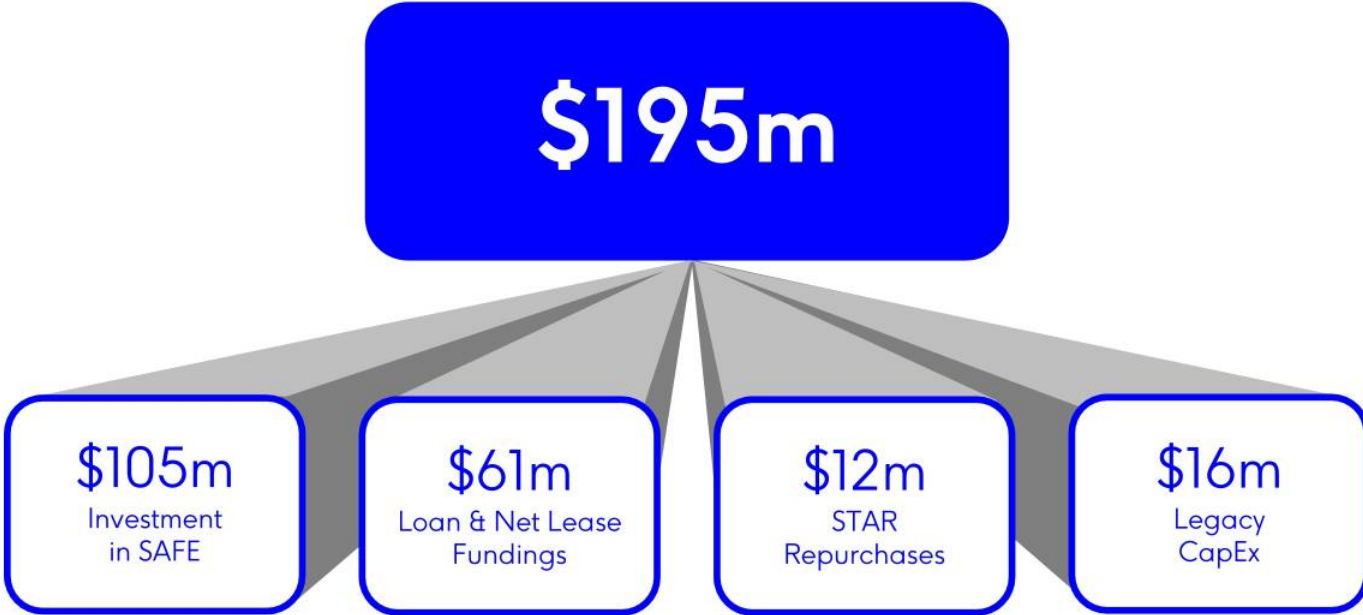 $195m
$105m
Investment
in SAFE
$61m
Loan & Net Lease
Fundings
$12m
STAR
Repurchases
$16m
Legacy
CapEx